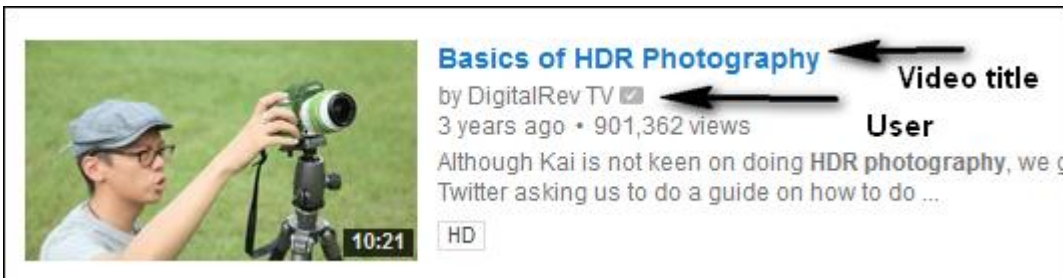 Basics of HDR Photography
Video title
by DigitalRev TV
User
3 years ago • 901,362 views
Although Kai is not keen on doing HDR photography, we
Twitter asking us to do a guide on how to do ...
10:21
HD